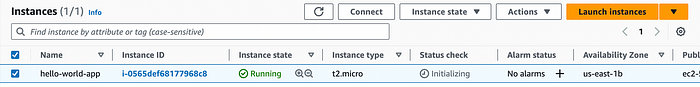 Instances (1/1) Info Connect Instance state Actions Launch instances
Find instance by attribute or tag (case-sensitive) 1
Name Instance ID Instance state Instance type Status check Alarm status Availability Zone Publ
hello-world-app i-0565def68177968c8 Running t2.micro Initializing No alarms us-east-1b ec2-5